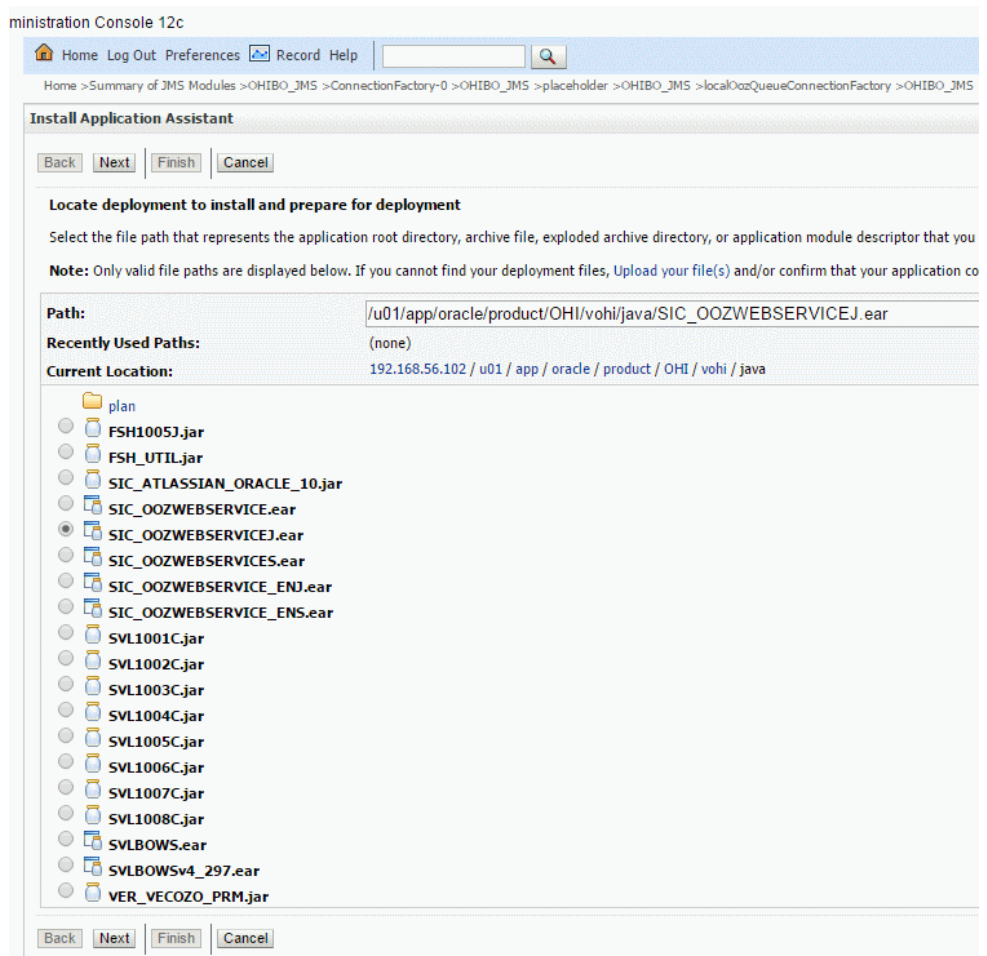 ministration Console 12c
Home Log Out Preferences Record Help
Home >Summary of JMS Modules >OHIBO_JMS >ConnectionFactory-0 >OHIBO_JMS >placeholder >OHIBO_JMS >localOozQueueConnectionFactory >OHIBO_JMS
Install Application Assistant
Back Next Finish Cancel
Locate deployment to install and prepare for deployment
Select the file path that represents the application root directory, archive file, exploded archive directory, or application module descriptor that you
Note: Only valid file paths are displayed below. If you cannot find your deployment files, Upload your file(s) and/or confirm that your application co
Path: /u01/app/oracle/product/OHI/vohi/java/SIC_OOZWEBSERVICEJ.ear
Recently Used Paths: (none)
Current Location: 192.168.56.102 / u01 / app / oracle / product / OHI / vohi / java
plan
FSH1005J.jar
FSH_UTIL.jar
SIC_ATLASSIAN_ORACLE_10.jar
SIC_OOZWEBSERVICE.ear
SIC_OOZWEBSERVICEJ.ear
SIC_OOZWEBSERVICES.ear
SIC_OOZWEBSERVICE_ENJ.ear
SIC_OOZWEBSERVICE_ENS.ear
SVL1001C.jar
SVL1002C.jar
SVL1003C.jar
SVL1004C.jar
SVL1005C.jar
SVL1006C.jar
SVL1007C.jar
SVL1008C.jar
SVLBOWS.ear
SVLBOWSv4_297.ear
VER_VECOZO_PRM.jar
Back Next Finish Cancel